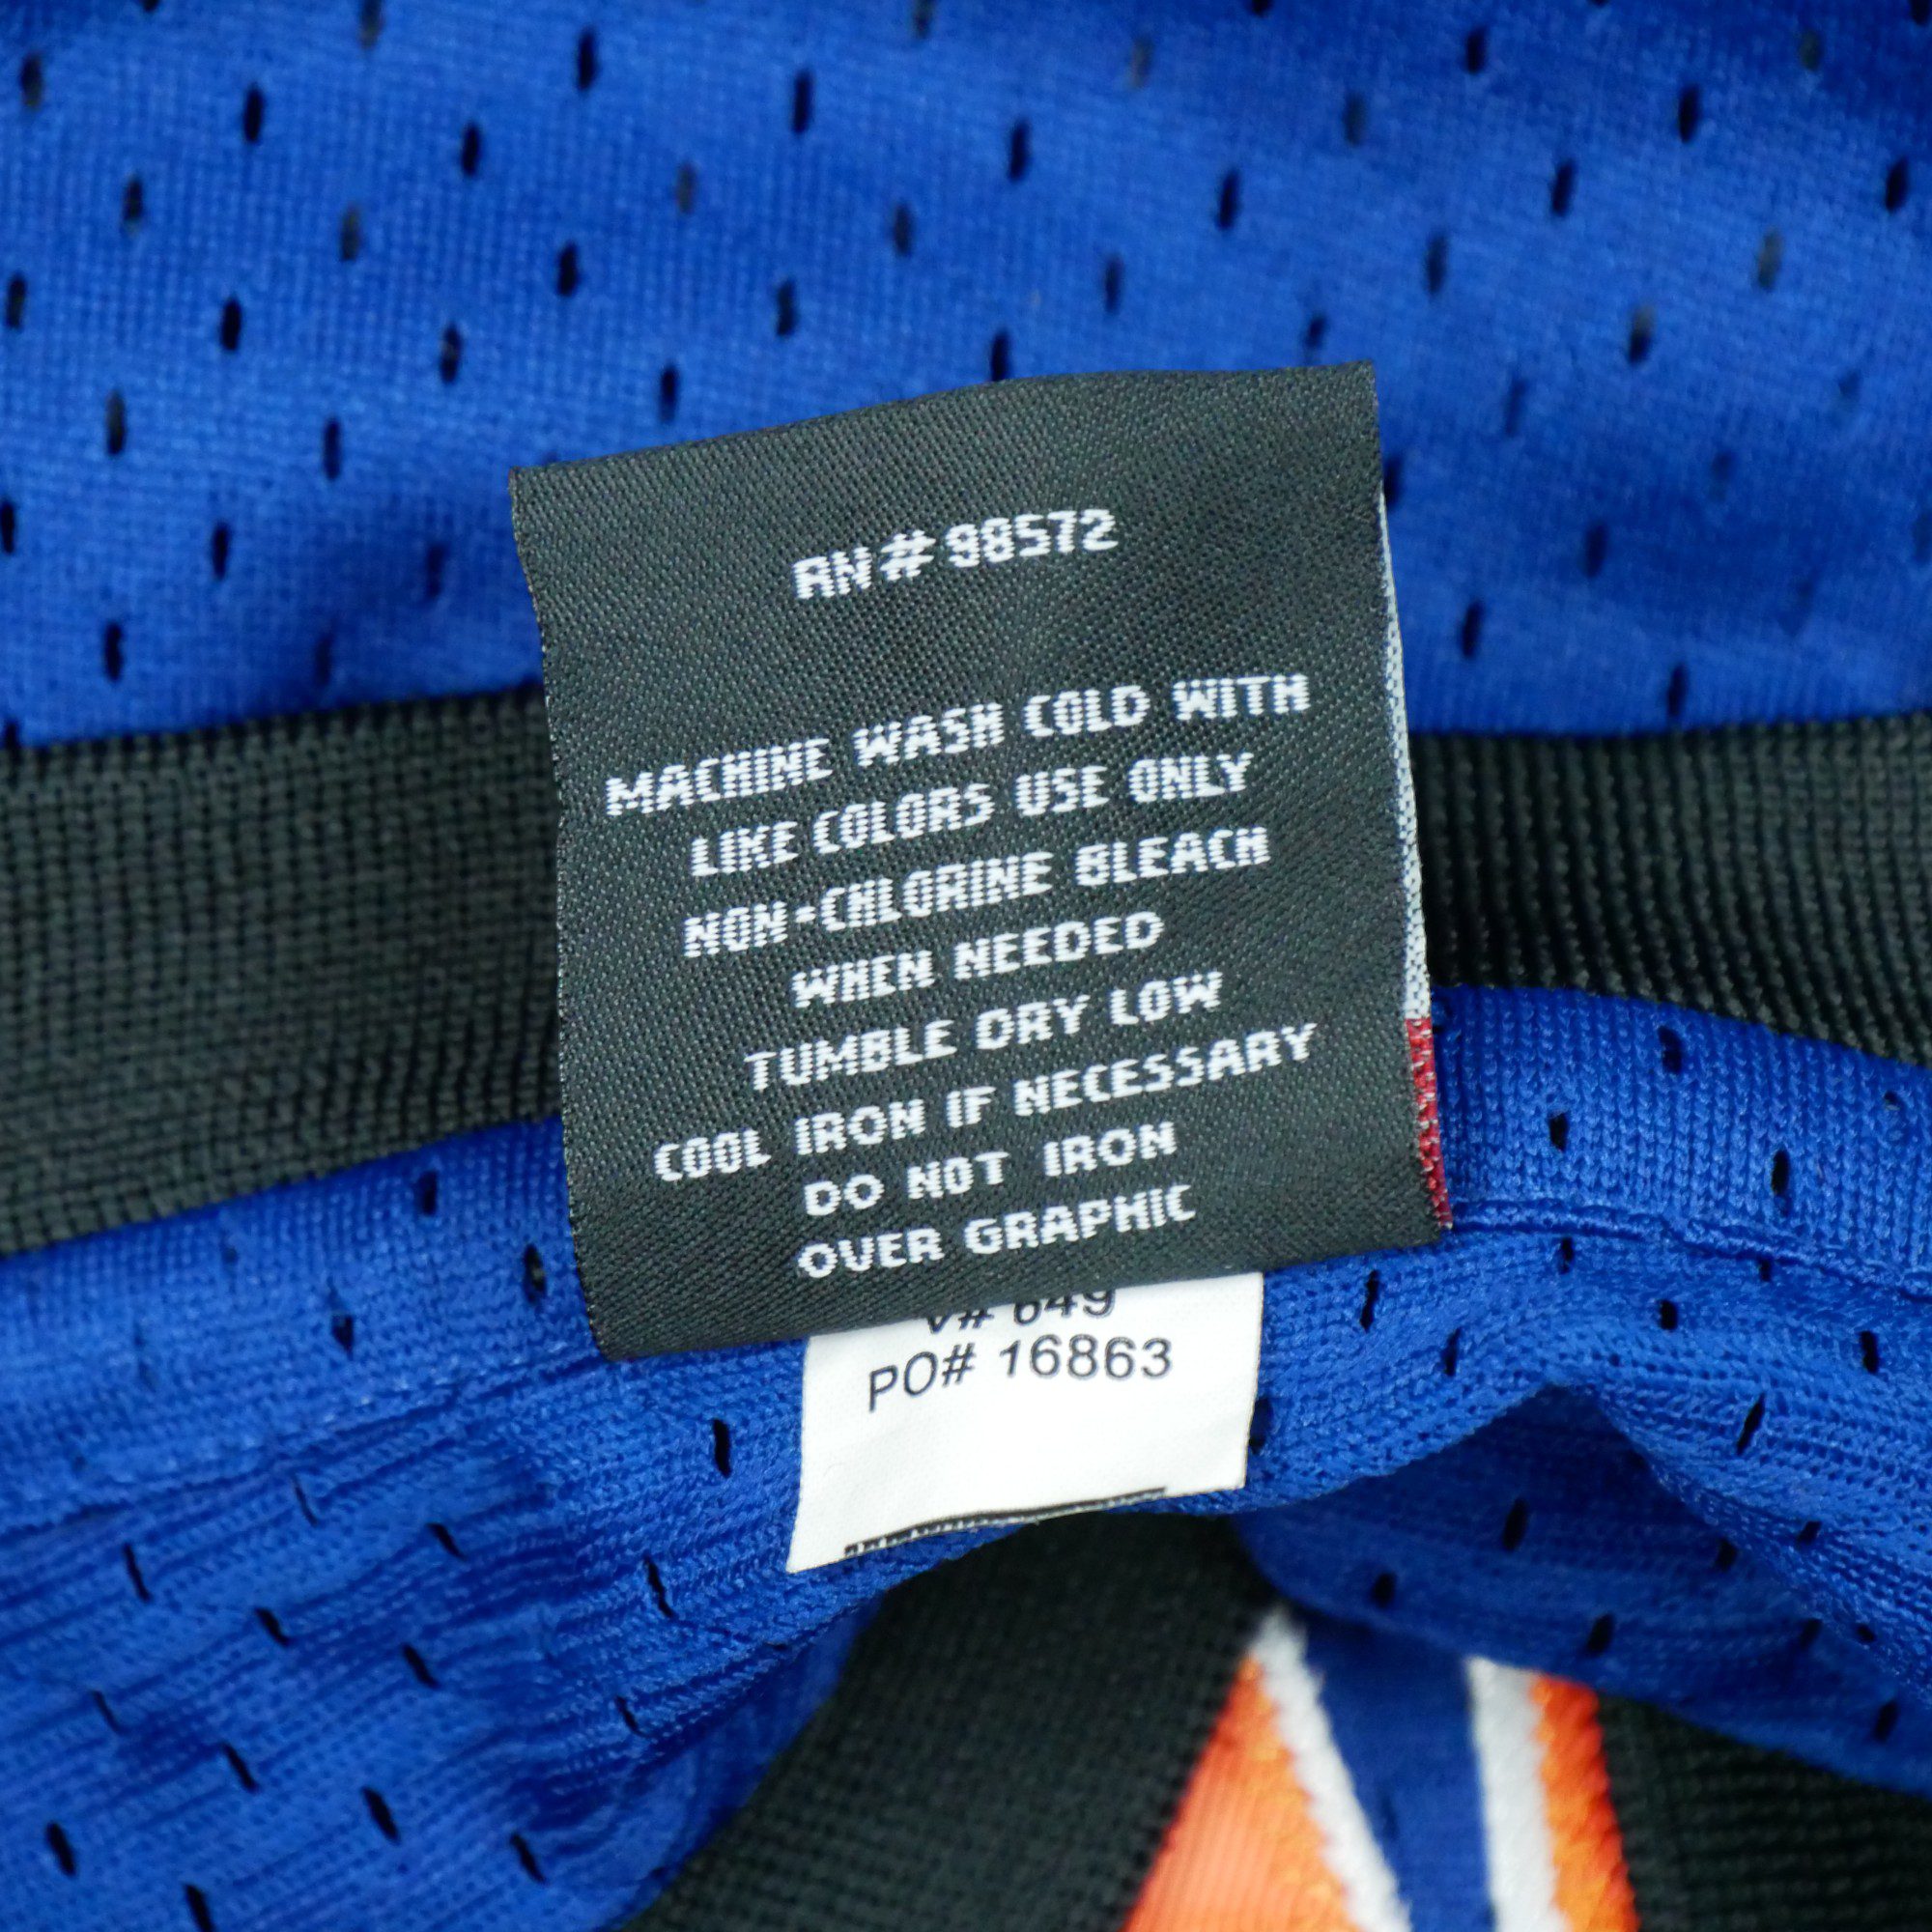 RN#98572
MACHINE WASH COLD WITH
LIKE COLORS USE ONLY
NON-CHLORINE BLEACH
WHEN NEEDED
TUMBLE DRY LOW
COOL IRON IF NECESSARY
DO NOT IRON
OVER GRAPHIC
V# 649
PO# 16863